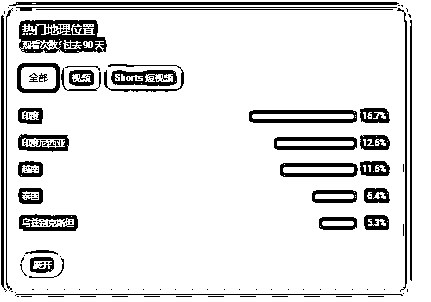 热门地理位置
观看次数·过去 90 天
全部
视频
Shorts 短视频
印度
16.7%
印度尼西亚
12.6%
越南
11.6%
泰国
6.4%
乌兹别克斯坦
5.3%
展开